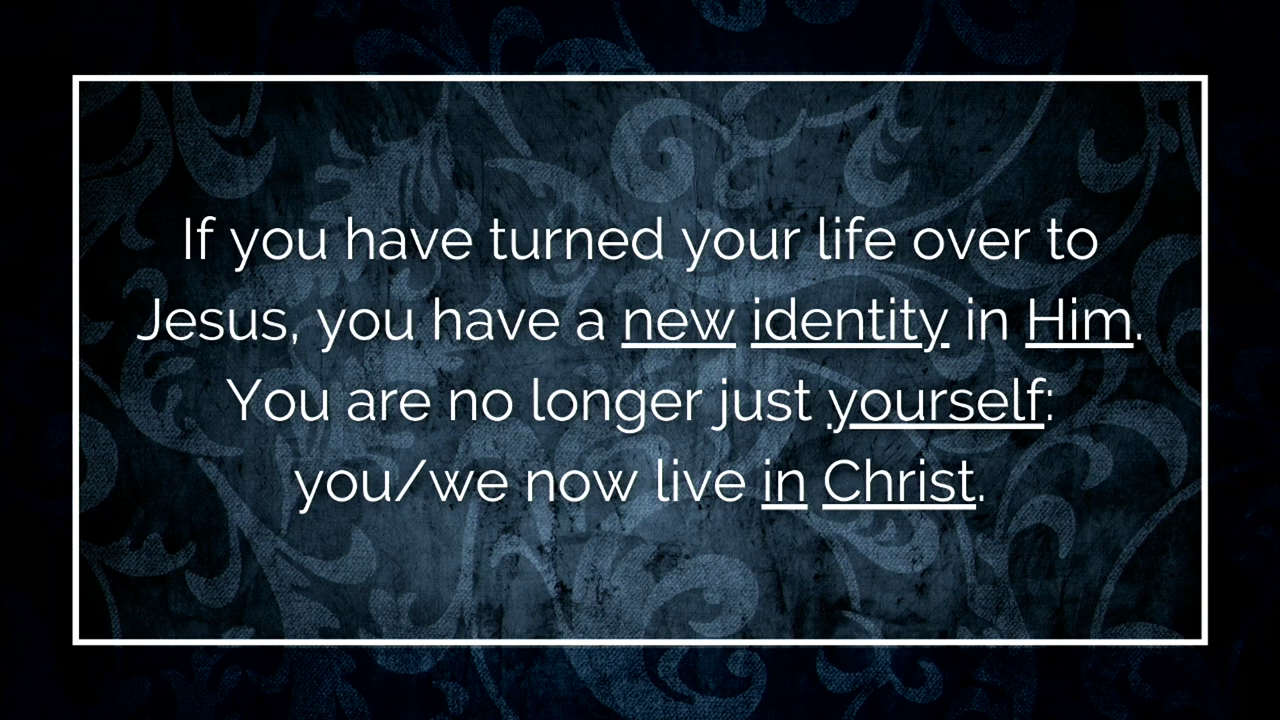 If you have turned your life over to
Jesus, you have a new identity in Him.
You are no longer just yourself:
you/we now live in Christ.